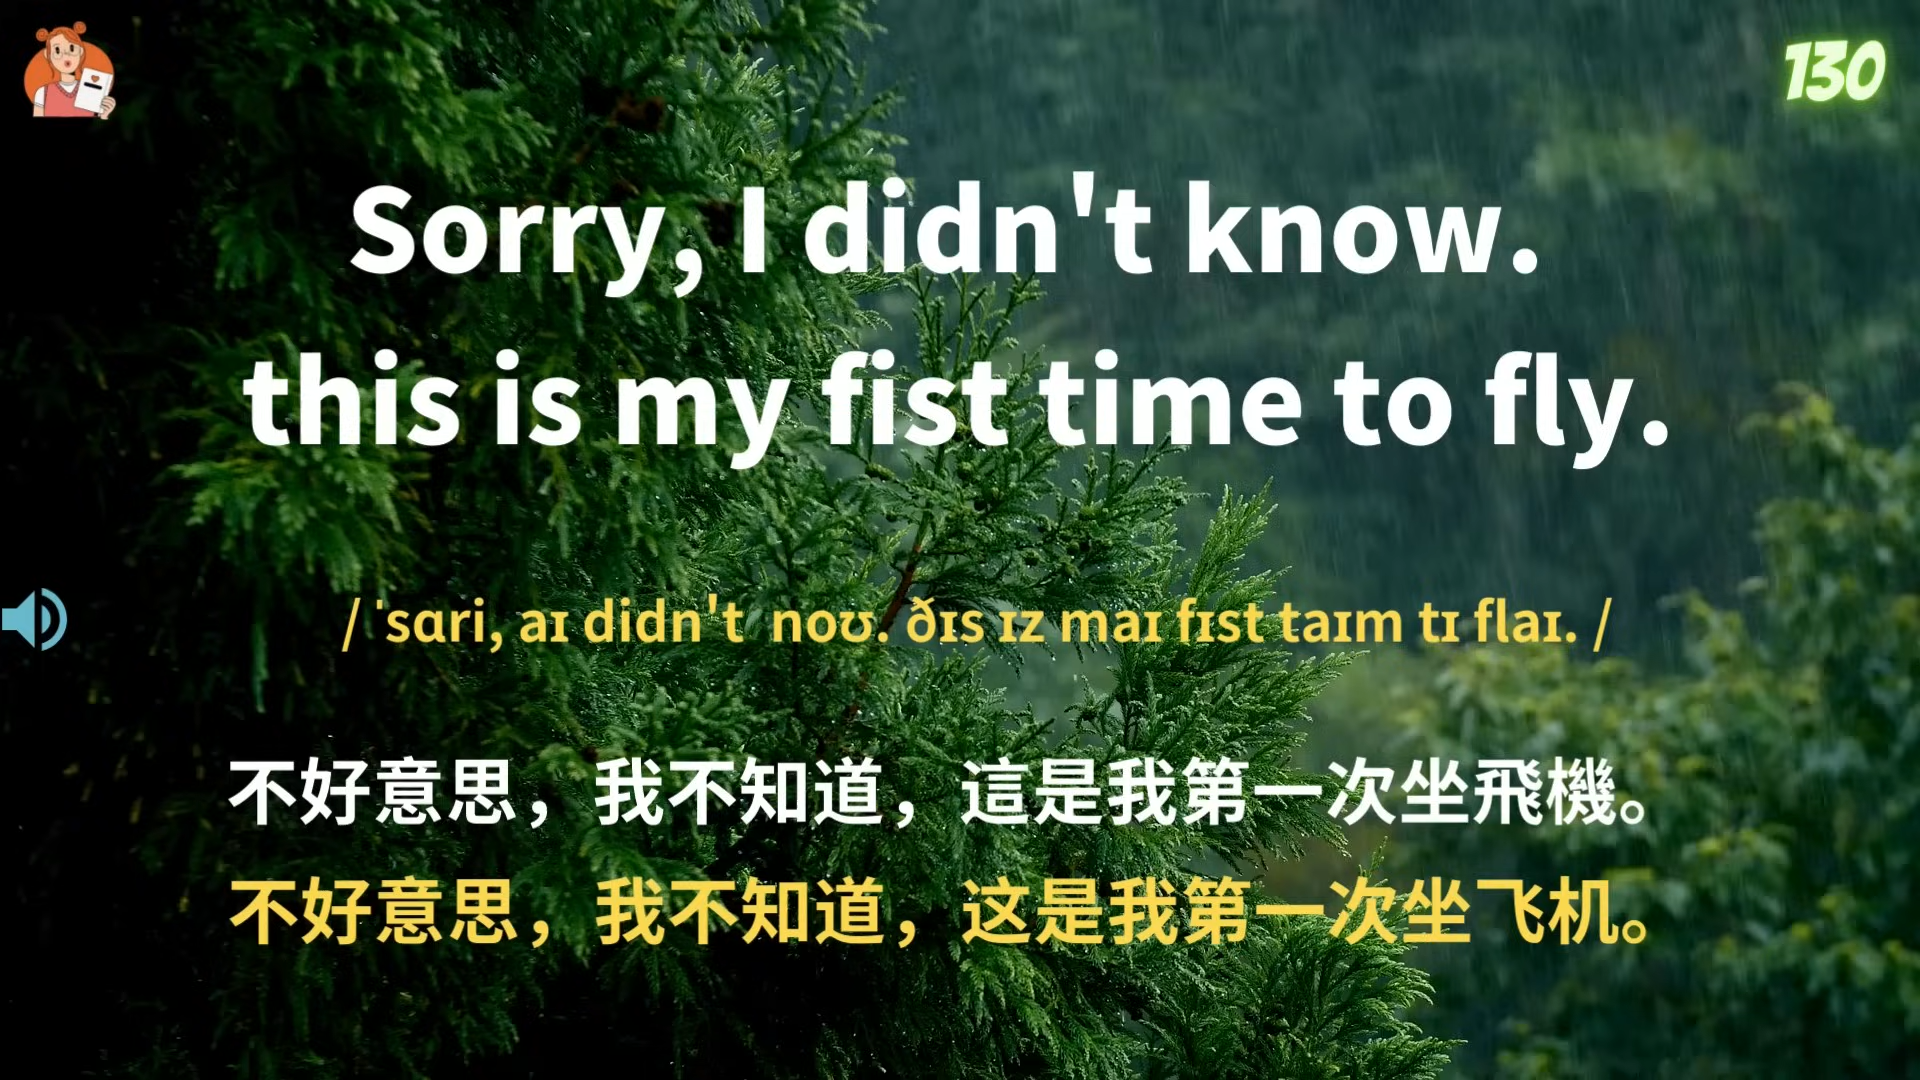 130
Sorry, I didn't know.
this is my fist time to fly.
/ ˈsɑri, aɪ didn't  noʊ. ðɪs ɪz maɪ fɪst taɪm tɪ flaɪ. /
不好意思，我不知道，這是我第一次坐飛機。
不好意思，我不知道，这是我第一次坐飞机。